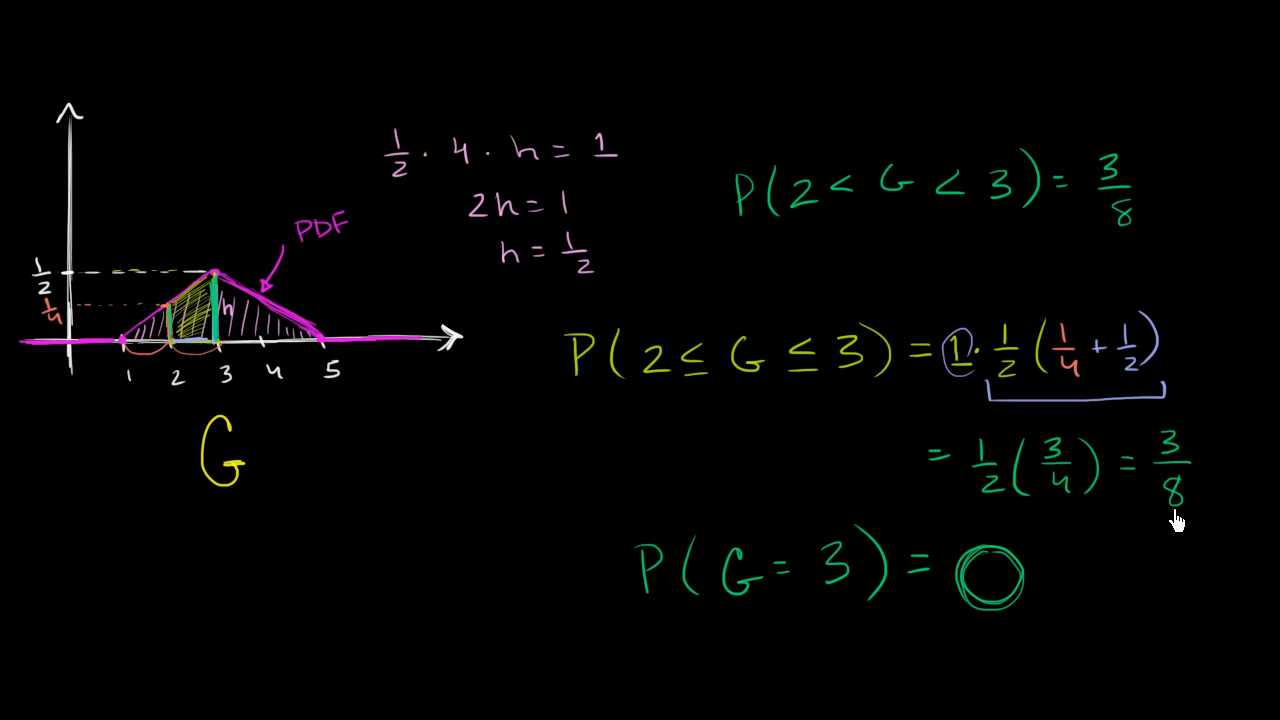 1/2 · 4 · h = 1
2h = 1
h = 1/2
PDF
1/2
1/4
h
1 2 3 4 5
G
P(2 < G < 3) = 3/8
P(2 ≤ G ≤ 3) = 1 · 1/2 (1/4 + 1/2)
= 1/2 (3/4) = 3/8
P(G = 3) = 0